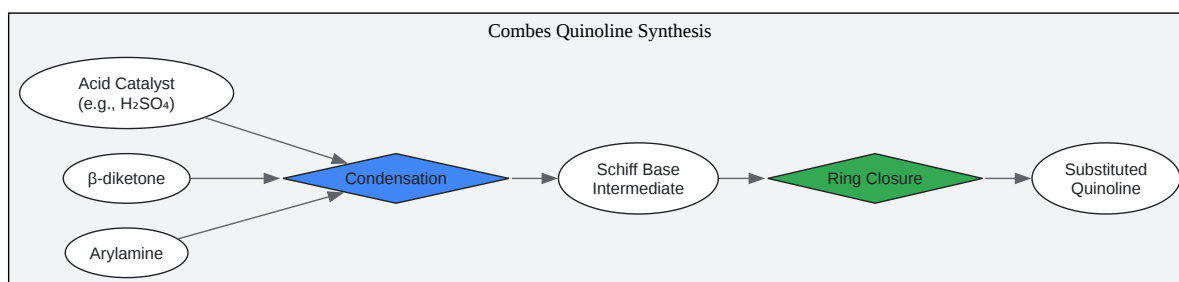 Combes Quinoline Synthesis
Acid Catalyst
(e.g., H₂SO₄)
β-diketone
Arylamine
Condensation
Schiff Base
Intermediate
Ring Closure
Substituted
Quinoline